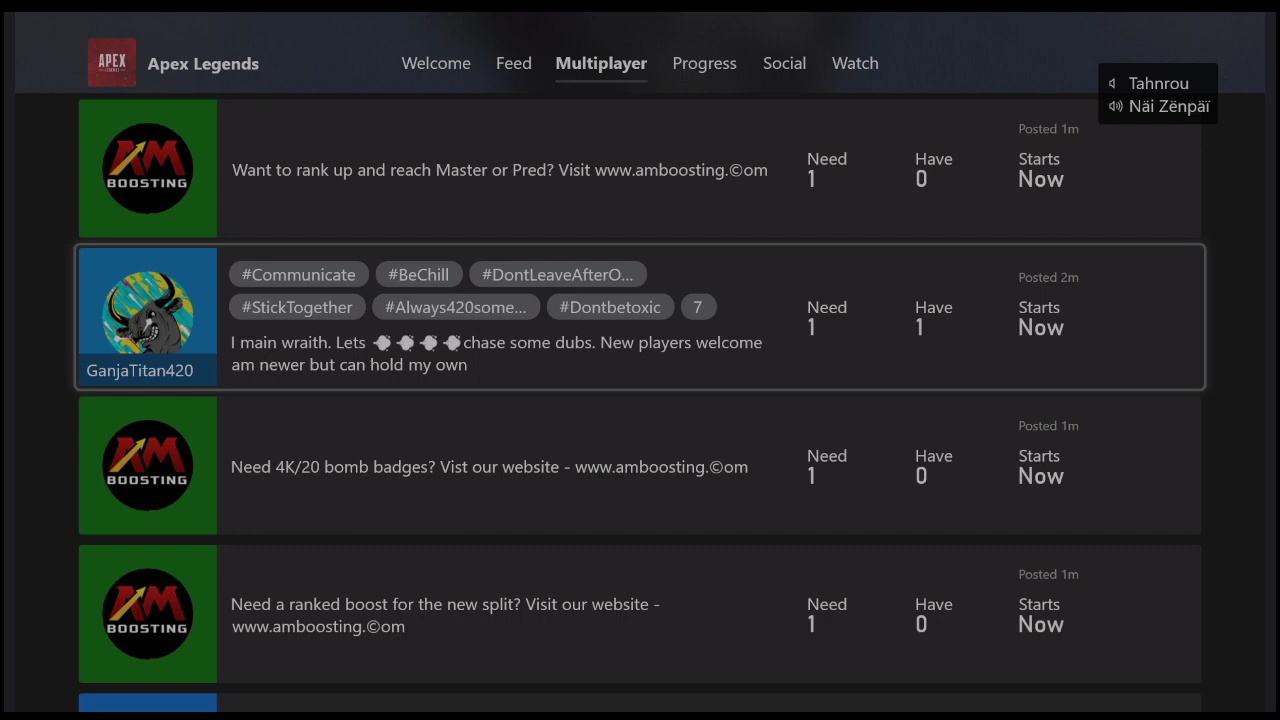 APEX
LEGENDS
Apex Legends
Welcome
Feed
Multiplayer
Progress
Social
Watch
Tahnrou
Näi Zënpäï
AM
BOOSTING
Want to rank up and reach Master or Pred? Visit www.amboosting.©om
Need
1
Have
0
Posted 1m
Starts
Now
GanjaTitan420
#Communicate
#BeChill
#DontLeaveAfterO...
#StickTogether
#Always420some...
#Dontbetoxic
7
I main wraith. Lets chase some dubs. New players welcome
am newer but can hold my own
Need
1
Have
1
Posted 2m
Starts
Now
AM
BOOSTING
Need 4K/20 bomb badges? Vist our website - www.amboosting.©om
Need
1
Have
0
Posted 1m
Starts
Now
AM
BOOSTING
Need a ranked boost for the new split? Visit our website -
www.amboosting.©om
Need
1
Have
0
Posted 1m
Starts
Now